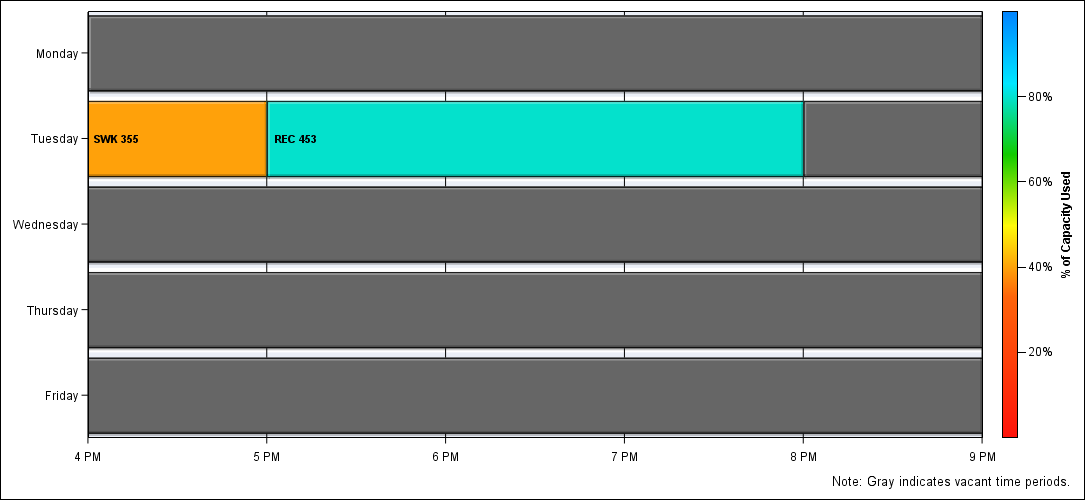 Monday
Tuesday
SWK 355
REC 453
Wednesday
Thursday
Friday
4 PM
5 PM
6 PM
7 PM
8 PM
9 PM
80%
60%
40%
20%
% of Capacity Used
Note: Gray indicates vacant time periods.